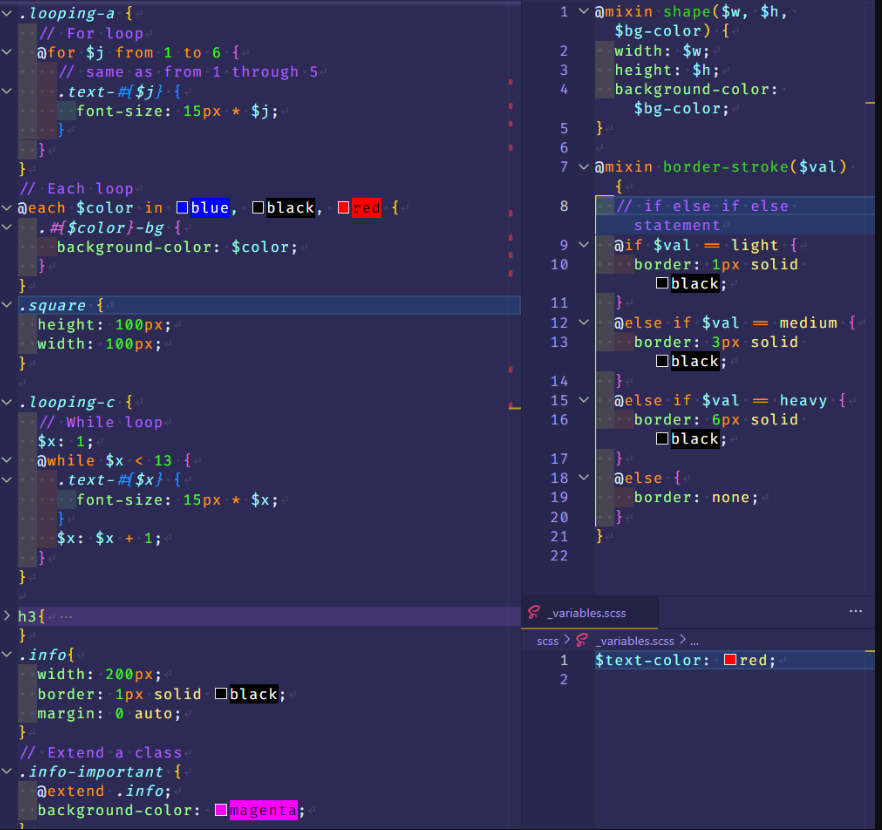 .looping-a {
// For loop
@for $j from 1 to 6 {
// same as from 1 through 5
.text-#{$j} {
font-size: 15px * $j;
}
}
}
// Each loop
@each $color in blue, black, red {
.#{$color}-bg {
background-color: $color;
}
}
.square {
height: 100px;
width: 100px;
}
.looping-c {
// While loop
$x: 1;
@while $x < 13 {
.text-#{$x} {
font-size: 15px * $x;
}
$x: $x + 1;
}
}
h3{ ...
}
.info{
width: 200px;
border: 1px solid black;
margin: 0 auto;
}
// Extend a class
.info-important {
@extend .info;
background-color: magenta;
}
1 @mixin shape($w, $h,
$bg-color) {
2 width: $w;
3 height: $h;
4 background-color:
$bg-color;
5 }
6
7 @mixin border-stroke($val)
{
8 // if else if else
statement
9 @if $val == light {
10 border: 1px solid
black;
11 }
12 @else if $val == medium {
13 border: 3px solid
black;
14 }
15 @else if $val == heavy {
16 border: 6px solid
black;
17 }
18 @else {
19 border: none;
20 }
21 }
22
_variables.scss ...
scss > _variables.scss > ...
1 $text-color: red;
2